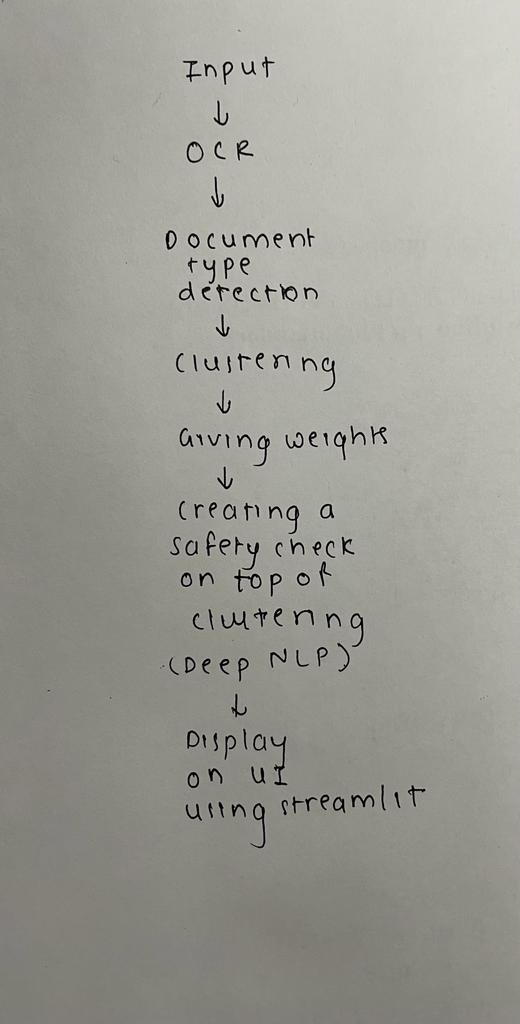 Input
↓
OCR
↓
Document
type
detection
↓
Clustering
↓
Giving weights
↓
Creating a
safety check
on top of
clustering
(Deep NLP)
↓
Display
on UI
using streamlit